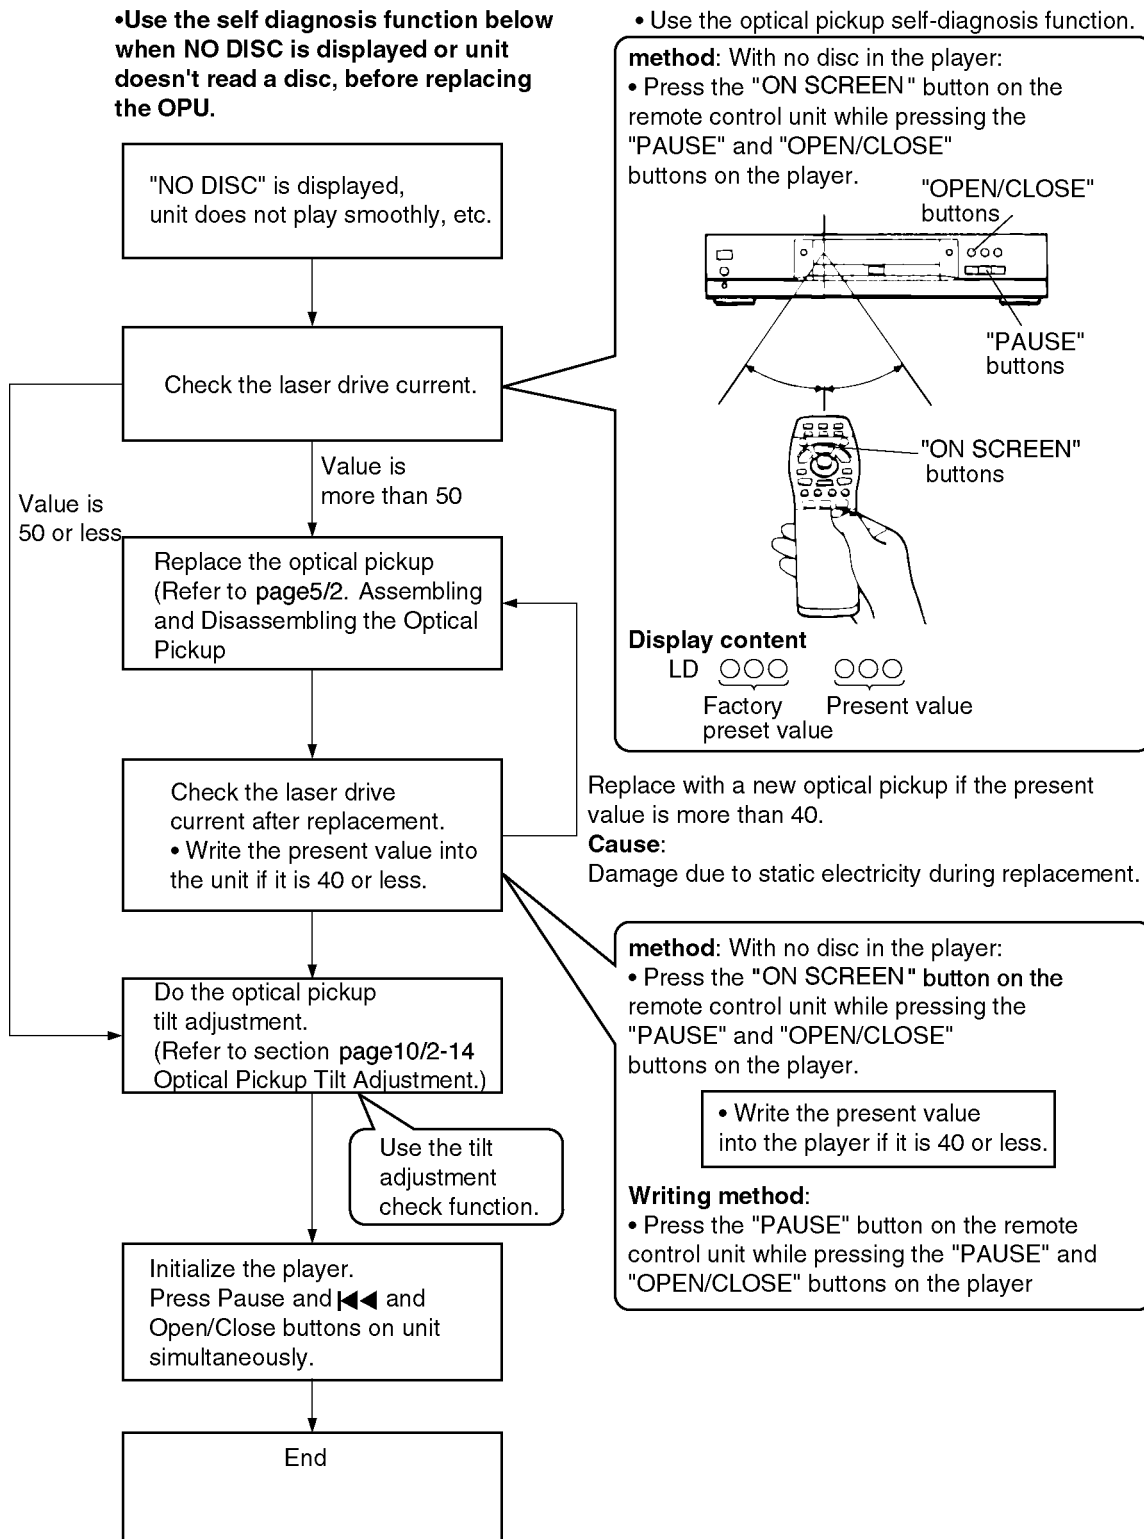 •Use the self diagnosis function below
when NO DISC is displayed or unit
doesn't read a disc, before replacing
the OPU.
"NO DISC" is displayed,
unit does not play smoothly, etc.
Check the laser drive current.
Value is
50 or less
Value is
more than 50
Replace the optical pickup
(Refer to page5/2. Assembling
and Disassembling the Optical
Pickup
Check the laser drive
current after replacement.
• Write the present value into
the unit if it is 40 or less.
Do the optical pickup
tilt adjustment.
(Refer to section page10/2-14
Optical Pickup Tilt Adjustment.)
Use the tilt
adjustment
check function.
Initialize the player.
Press Pause and |◀◀ and
Open/Close buttons on unit
simultaneously.
End
• Use the optical pickup self-diagnosis function.
method: With no disc in the player:
• Press the "ON SCREEN" button on the
remote control unit while pressing the
"PAUSE" and "OPEN/CLOSE"
buttons on the player.
"OPEN/CLOSE"
buttons
"PAUSE"
buttons
"ON SCREEN"
buttons
Display content
LD ○○○ ○○○
Factory
preset value
Present value
Replace with a new optical pickup if the present
value is more than 40.
Cause:
Damage due to static electricity during replacement.
method: With no disc in the player:
• Press the "ON SCREEN" button on the
remote control unit while pressing the
"PAUSE" and "OPEN/CLOSE"
buttons on the player.
• Write the present value
into the player if it is 40 or less.
Writing method:
• Press the "PAUSE" button on the remote
control unit while pressing the "PAUSE" and
"OPEN/CLOSE" buttons on the player